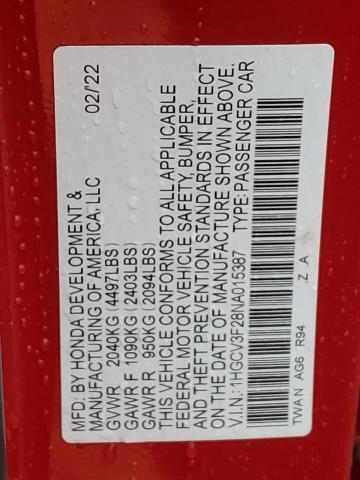 MFD. BY HONDA DEVELOPMENT & 02/'22
MANUFACTURING OF AMERICA, LLC
GVWR 2040KG (4497LBS)
GAWR F 1090KG (2403LBS)
GAWR R 950KG (2094LBS)
THIS VEHICLE CONFORMS TO ALL APPLICABLE
FEDERAL MOTOR VEHICLE SAFETY, BUMPER,
AND THEFT PREVENTION STANDARDS IN EFFECT
ON THE DATE OF MANUFACTURE SHOWN ABOVE.
V.I.N.: 1HGCV3F28NA015387 TYPE: PASSENGER CAR
TWAN AG6 R94 Z_A